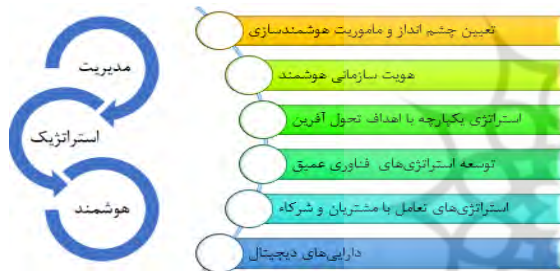 تعیین چشم انداز و ماموریت هوشمندسازی
هویت سازمانی هوشمند
استراتژی یکپارچه با اهداف تحول آفرین
توسعه استراتژی‌های فناوری عمیق
استراتژی‌های تعامل با مشتریان و شرکاء
دارایی‌های دیجیتال
مدیریت
استراتژیک
هوشمند